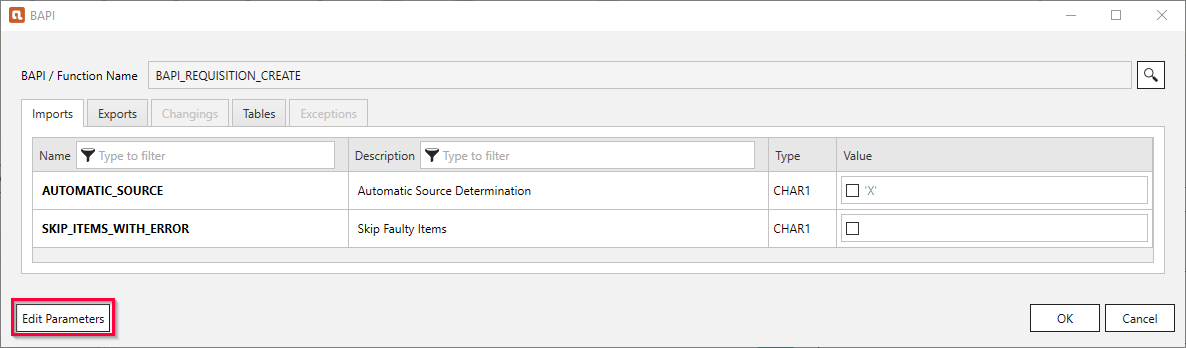 BAPI
BAPI / Function Name BAPI_REQUISITION_CREATE
Imports Exports Changings Tables Exceptions
Name Type to filter Description Type to filter Type Value
AUTOMATIC_SOURCE Automatic Source Determination CHAR1 'X'
SKIP_ITEMS_WITH_ERROR Skip Faulty Items CHAR1
Edit Parameters OK Cancel